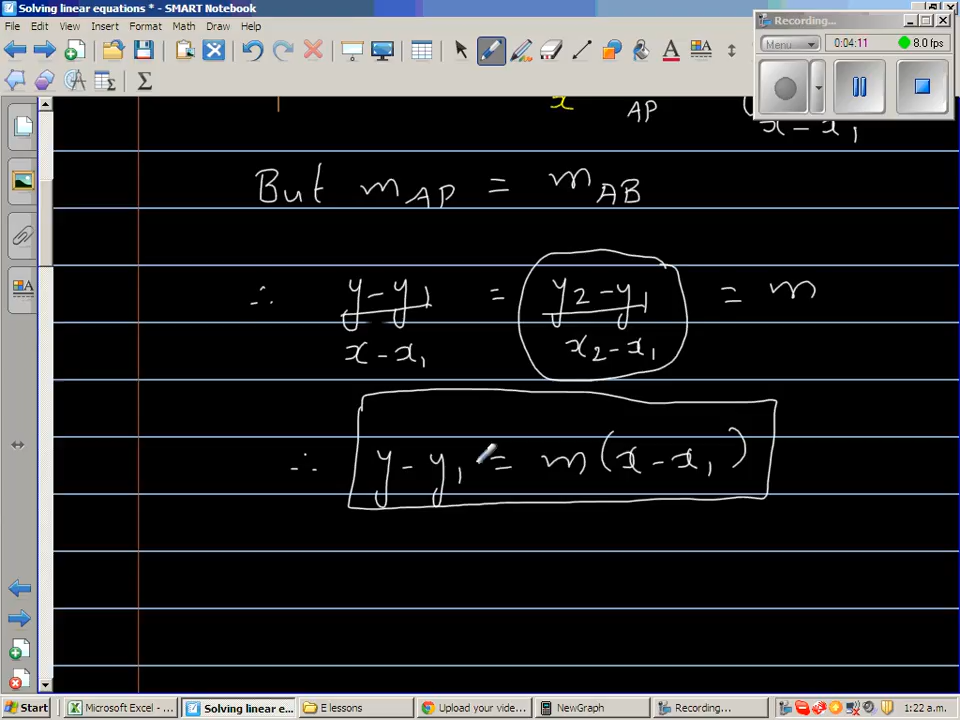 Solving linear equations * - SMART Notebook
Recording...
File Edit View Insert Format Math Draw Help
Menu 0:04:11 8.0 fps
x AP x - x₁
But m_AP = m_AB
∴ y - y₁ = y₂ - y₁ = m
x - x₁ x₂ - x₁
∴ y - y₁ = m(x - x₁)
Start Microsoft Excel - ... Solving linear e... E lessons Upload your vide... NewGraph Recording... 1:22 a.m.